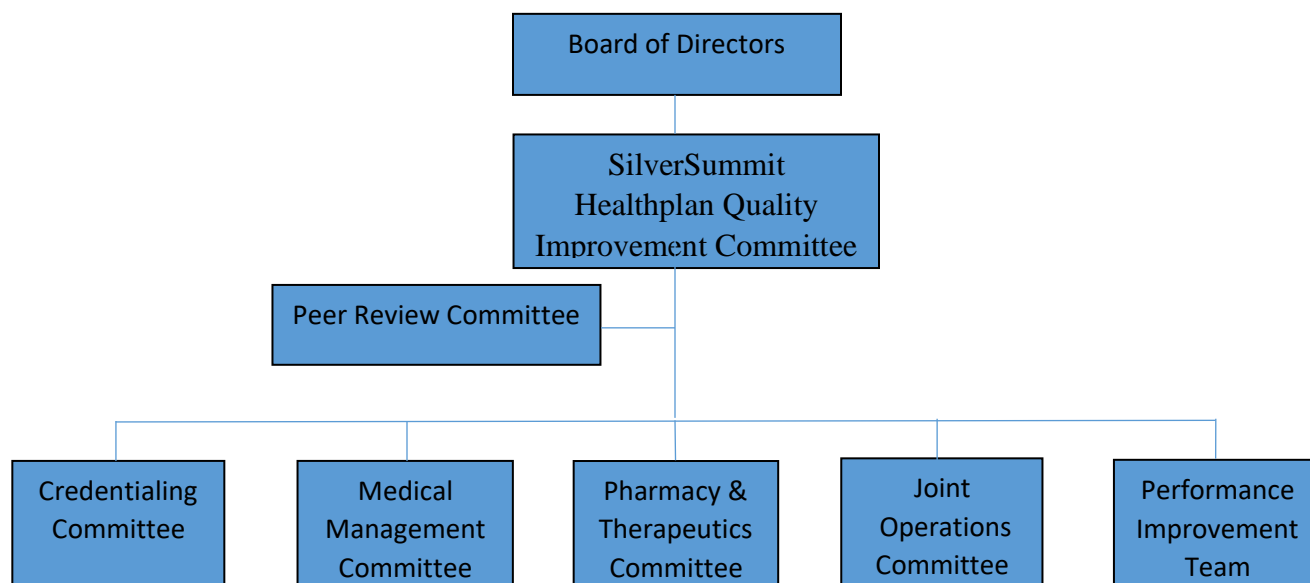 Board of Directors
SilverSummit
Healthplan Quality
Improvement Committee
Peer Review Committee
Credentialing
Committee
Medical
Management
Committee
Pharmacy &
Therapeutics
Committee
Joint
Operations
Committee
Performance
Improvement
Team